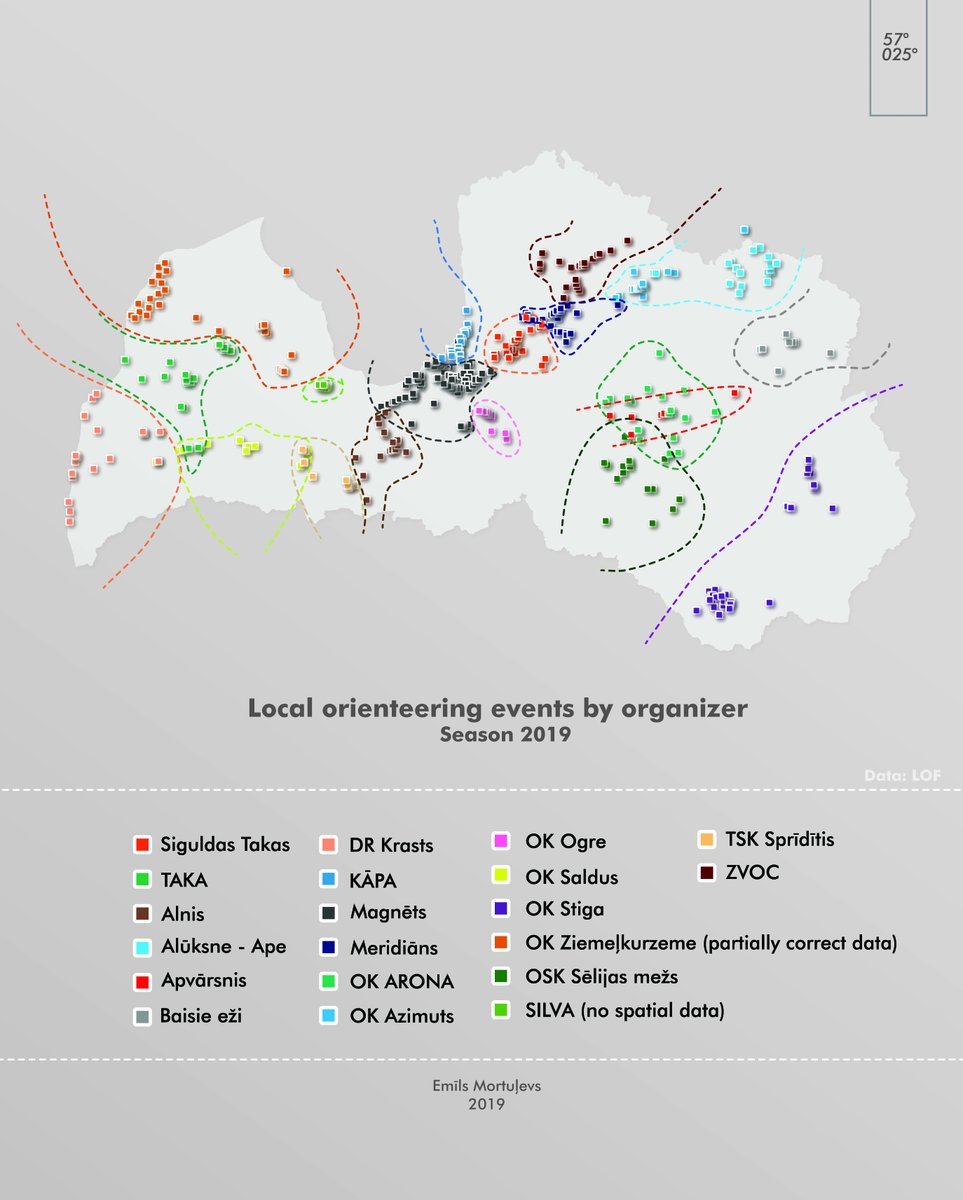 57°
025°
Local orienteering events by organizer
Season 2019
Data: LOF
Siguldas Takas
TAKA
Alnis
Alūksne - Ape
Apvārsnis
Baisie eži
DR Krasts
KĀPA
Magnēts
Meridiāns
OK ARONA
OK Azimuts
OK Ogre
OK Saldus
OK Stiga
OK Ziemeļkurzeme (partially correct data)
OSK Sēlijas mežs
SILVA (no spatial data)
TSK Sprīdītis
ZVOC
Emīls Mortuļevs
2019